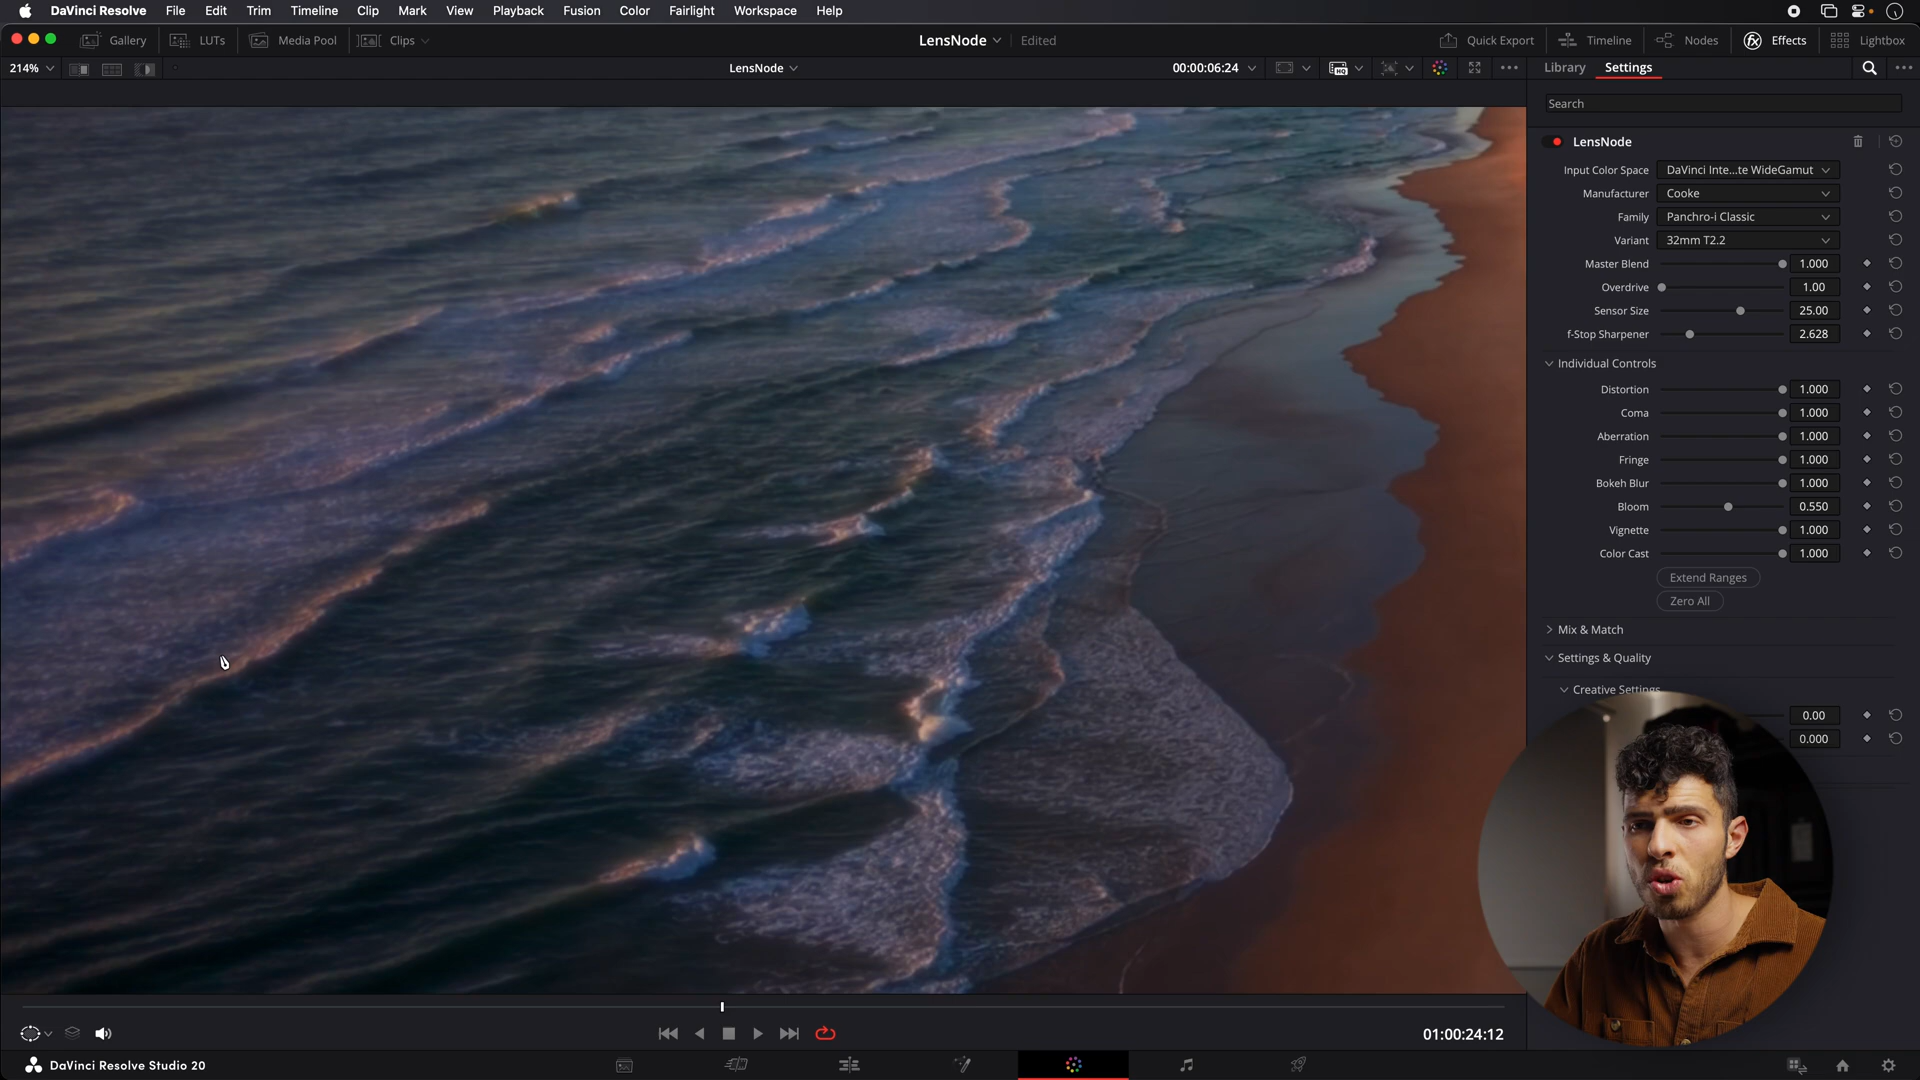 DaVinci Resolve File Edit Trim Timeline Clip Mark View Playback Fusion Color Fairlight Workspace Help
Gallery LUTs Media Pool Clips LensNode Edited Quick Export Timeline Nodes Effects Lightbox
214% LensNode 00:00:06:24 Library Settings
Search
LensNode
Input Color Space DaVinci Inte...te WideGamut
Manufacturer Cooke
Family Panchro-i Classic
Variant 32mm T2.2
Master Blend 1.000
Overdrive 1.00
Sensor Size 25.00
f-Stop Sharpener 2.628
Individual Controls
Distortion 1.000
Coma 1.000
Aberration 1.000
Fringe 1.000
Bokeh Blur 1.000
Bloom 0.550
Vignette 1.000
Color Cast 1.000
Extend Ranges
Zero All
Mix & Match
Settings & Quality
Creative Settings
0.00
0.000
01:00:24:12
DaVinci Resolve Studio 20